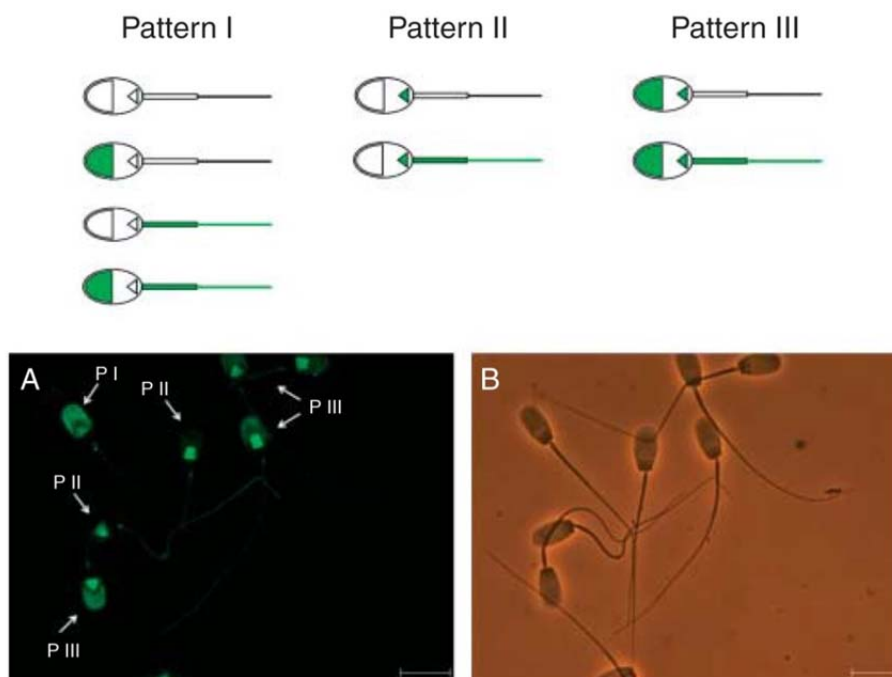 Pattern I Pattern II Pattern III
A
P I
P II
P III
P II
P III
B